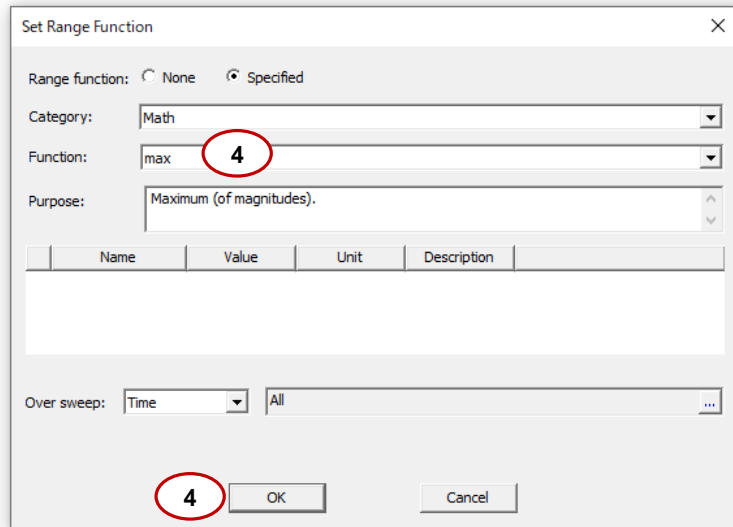 Set Range Function
Range function: None Specified
Category: Math
Function: max 4
Purpose: Maximum (of magnitudes).
Name Value Unit Description
Over sweep: Time All ...
4 OK Cancel